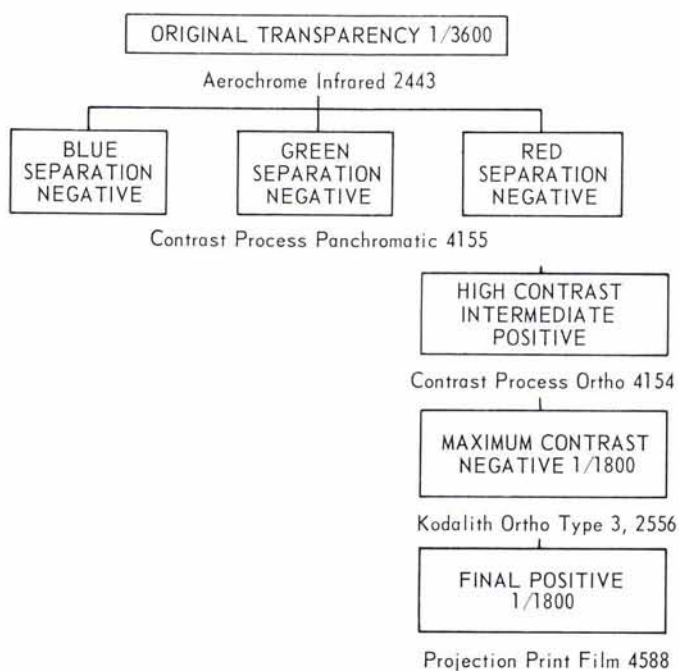 ORIGINAL TRANSPARENCY 1/3600
Aerochrome Infrared 2443
BLUE
SEPARATION
NEGATIVE
GREEN
SEPARATION
NEGATIVE
RED
SEPARATION
NEGATIVE
Contrast Process Panchromatic 4155
HIGH CONTRAST
INTERMEDIATE
POSITIVE
Contrast Process Ortho 4154
MAXIMUM CONTRAST
NEGATIVE 1/1800
Kodalith Ortho Type 3, 2556
FINAL POSITIVE
1/1800
Projection Print Film 4588